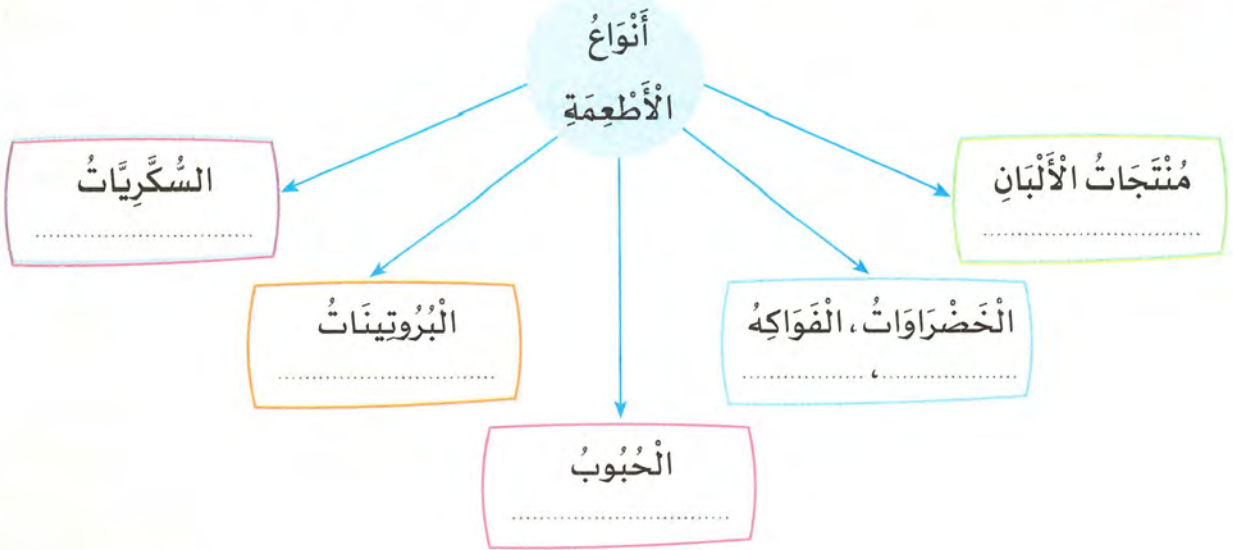 أَنْوَاعُ
الْأَطْعِمَةِ
مُنْتَجَاتُ الْأَلْبَانِ
..............................
السُّكَّرِيَّاتُ
..............................
الْخَضْرَاوَاتُ، الْفَوَاكِهُ
..................،..................
الْبُرُوتِينَاتُ
..............................
الْحُبُوبُ
..............................